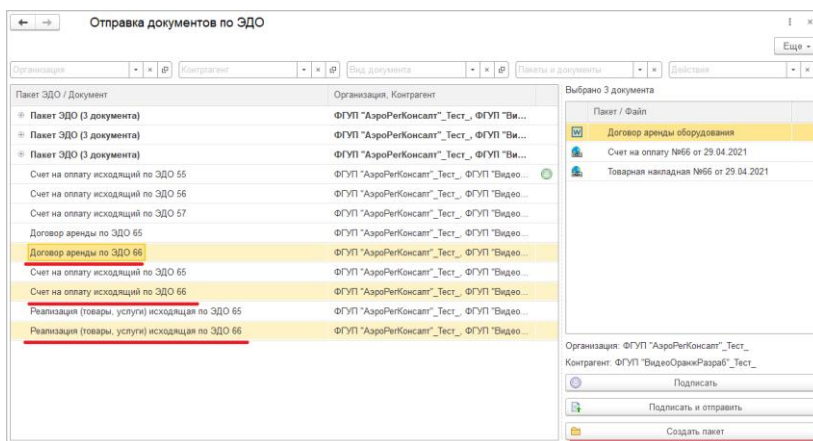 Отправка документов по ЭДО
Еще
Организация Контрагент Вид документа Пакеты и документы Действия
Пакет ЭДО / Документ Организация, Контрагент
Пакет ЭДО (3 документа) ФГУП "АэроРегКонсалт"_Тест_, ФГУП "Ви...
Пакет ЭДО (3 документа) ФГУП "АэроРегКонсалт"_Тест_, ФГУП "Ви...
Пакет ЭДО (3 документа) ФГУП "АэроРегКонсалт"_Тест_, ФГУП "Ви...
Счет на оплату исходящий по ЭДО 55 ФГУП "АэроРегКонсалт"_Тест_, ФГУП "Видео...
Счет на оплату исходящий по ЭДО 56 ФГУП "АэроРегКонсалт"_Тест_, ФГУП "Видео...
Счет на оплату исходящий по ЭДО 57 ФГУП "АэроРегКонсалт"_Тест_, ФГУП "Видео...
Договор аренды по ЭДО 65 ФГУП "АэроРегКонсалт"_Тест_, ФГУП "Видео...
Договор аренды по ЭДО 66 ФГУП "АэроРегКонсалт"_Тест_, ФГУП "Видео...
Счет на оплату исходящий по ЭДО 65 ФГУП "АэроРегКонсалт"_Тест_, ФГУП "Видео...
Счет на оплату исходящий по ЭДО 66 ФГУП "АэроРегКонсалт"_Тест_, ФГУП "Видео...
Реализация (товары, услуги) исходящая по ЭДО 65 ФГУП "АэроРегКонсалт"_Тест_, ФГУП "Видео...
Реализация (товары, услуги) исходящая по ЭДО 66 ФГУП "АэроРегКонсалт"_Тест_, ФГУП "Видео...
Выбрано 3 документа
Пакет / Файл
Договор аренды оборудования
Счет на оплату №66 от 29.04.2021
Товарная накладная №66 от 29.04.2021
Организация: ФГУП "АэроРегКонсалт"_Тест_
Контрагент: ФГУП "ВидеоОранжРазраб"_Тест_
Подписать
Подписать и отправить
Создать пакет